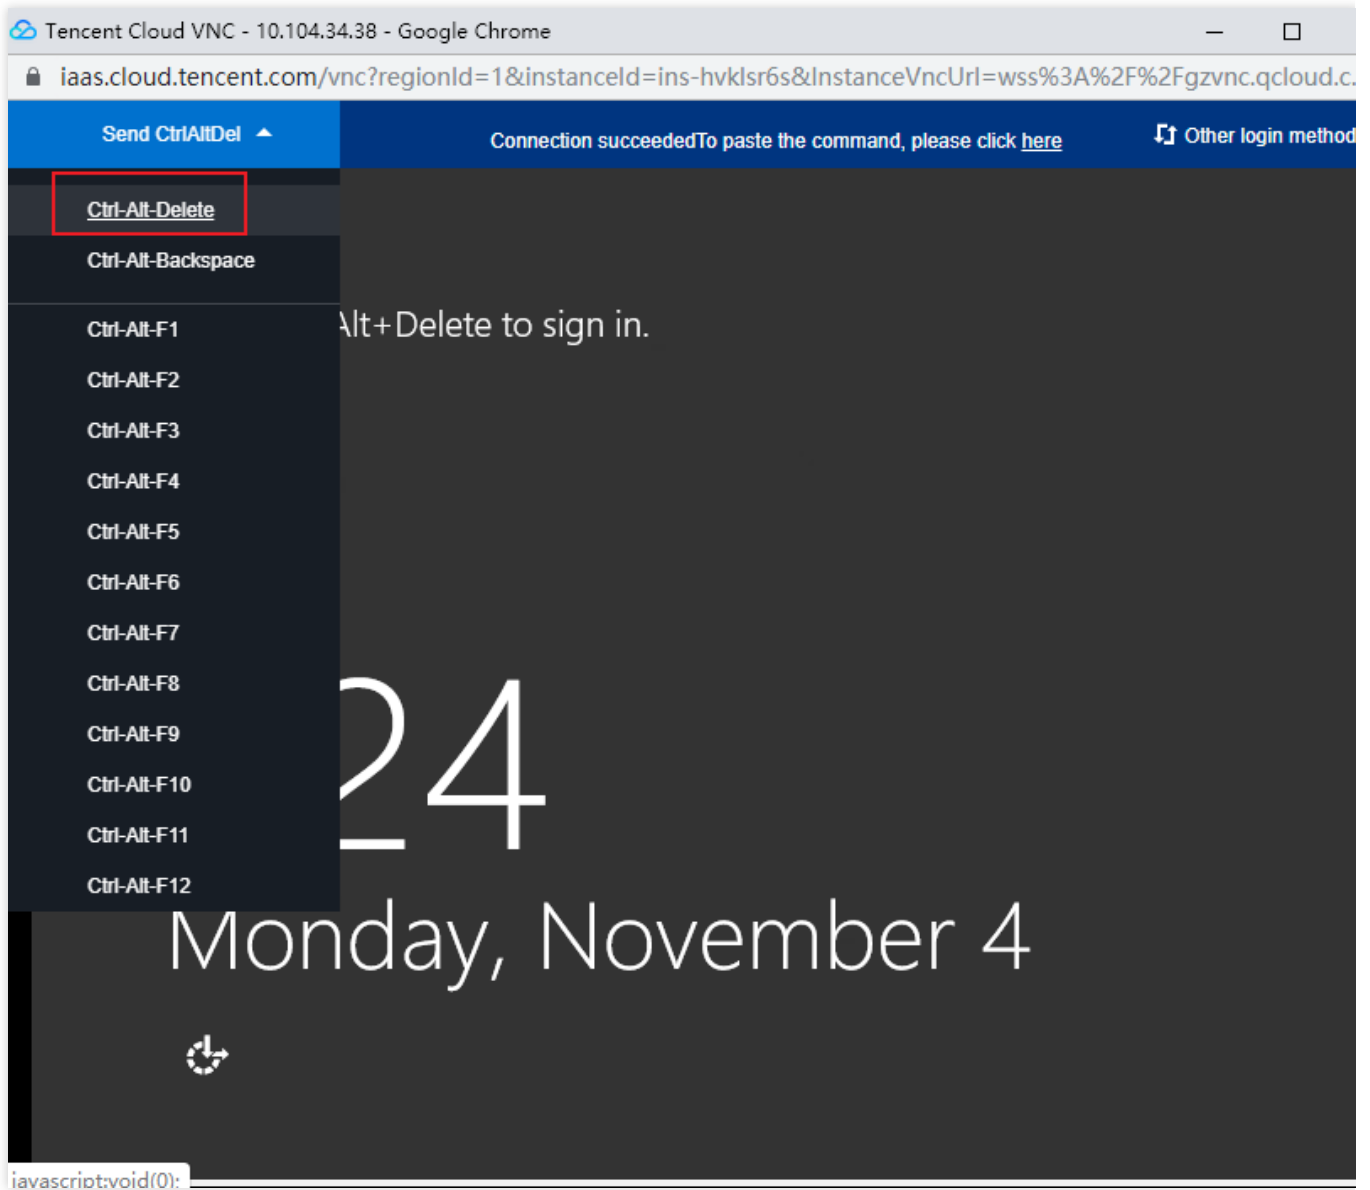 Tencent Cloud VNC - 10.104.34.38 - Google Chrome
iaas.cloud.tencent.com/vnc?regionId=1&instanceId=ins-hvklsr6s&InstanceVncUrl=wss%3A%2F%2Fgzvnc.qcloud.c
Send CtrlAltDel
Connection succeededTo paste the command, please click here
Other login method
Ctrl-Alt-Delete
Ctrl-Alt-Backspace
Ctrl-Alt-F1
Alt+Delete to sign in.
Ctrl-Alt-F2
Ctrl-Alt-F3
Ctrl-Alt-F4
Ctrl-Alt-F5
Ctrl-Alt-F6
Ctrl-Alt-F7
Ctrl-Alt-F8
Ctrl-Alt-F9
24
Ctrl-Alt-F10
Ctrl-Alt-F11
Ctrl-Alt-F12
Monday, November 4
javascript:void(0);